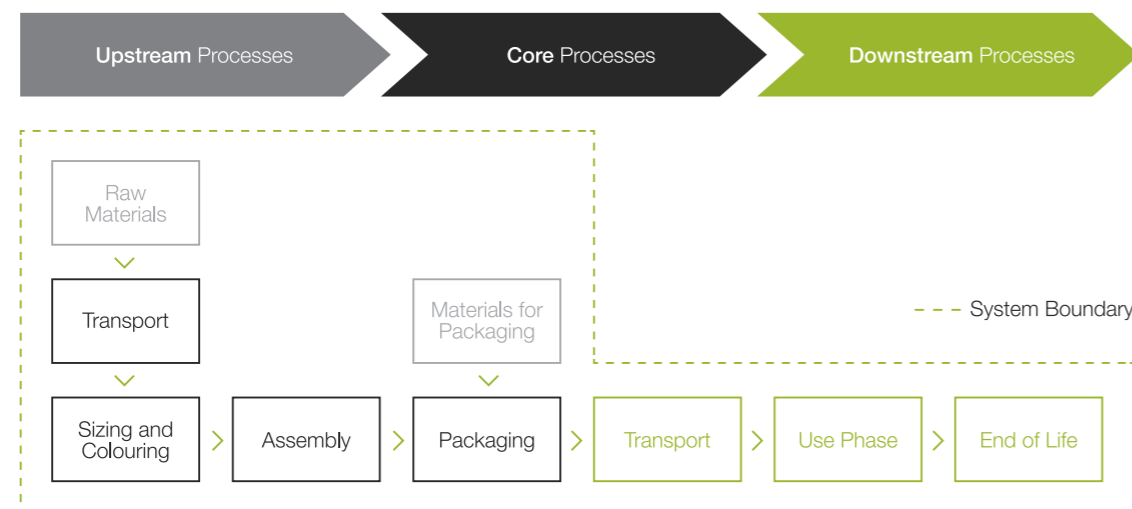 Upstream Processes
Core Processes
Downstream Processes
Raw
Materials
Transport
Materials for
Packaging
System Boundary
Sizing and
Colouring
Assembly
Packaging
Transport
Use Phase
End of Life